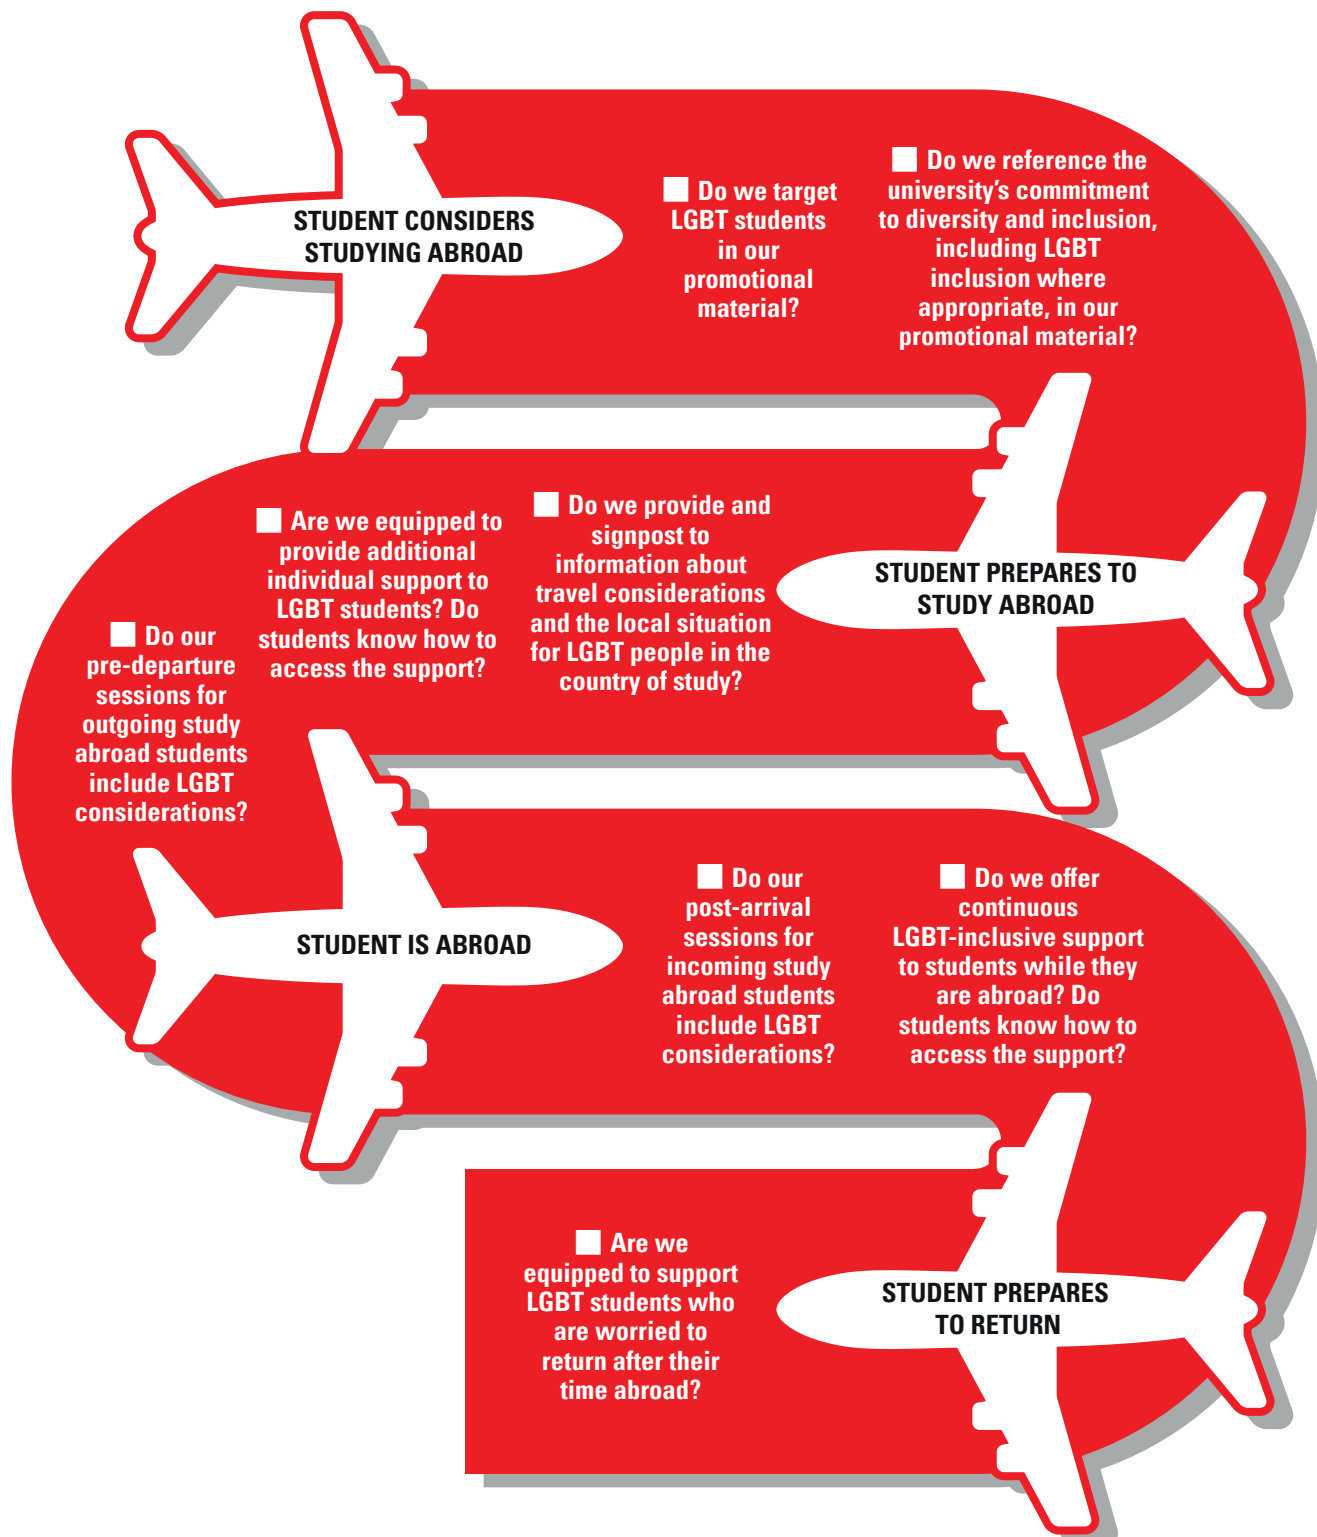 STUDENT CONSIDERS
STUDYING ABROAD
Do we target
LGBT students
in our
promotional
material?
Do we reference the
university’s commitment
to diversity and inclusion,
including LGBT
inclusion where
appropriate, in our
promotional material?
STUDENT PREPARES TO
STUDY ABROAD
Do we provide and
signpost to
information about
travel considerations
and the local situation
for LGBT people in the
country of study?
Are we equipped to
provide additional
individual support to
LGBT students? Do
students know how to
access the support?
Do our
pre-departure
sessions for
outgoing study
abroad students
include LGBT
considerations?
STUDENT IS ABROAD
Do our
post-arrival
sessions for
incoming study
abroad students
include LGBT
considerations?
Do we offer
continuous
LGBT-inclusive support
to students while they
are abroad? Do
students know how to
access the support?
STUDENT PREPARES
TO RETURN
Are we
equipped to support
LGBT students who
are worried to
return after their
time abroad?